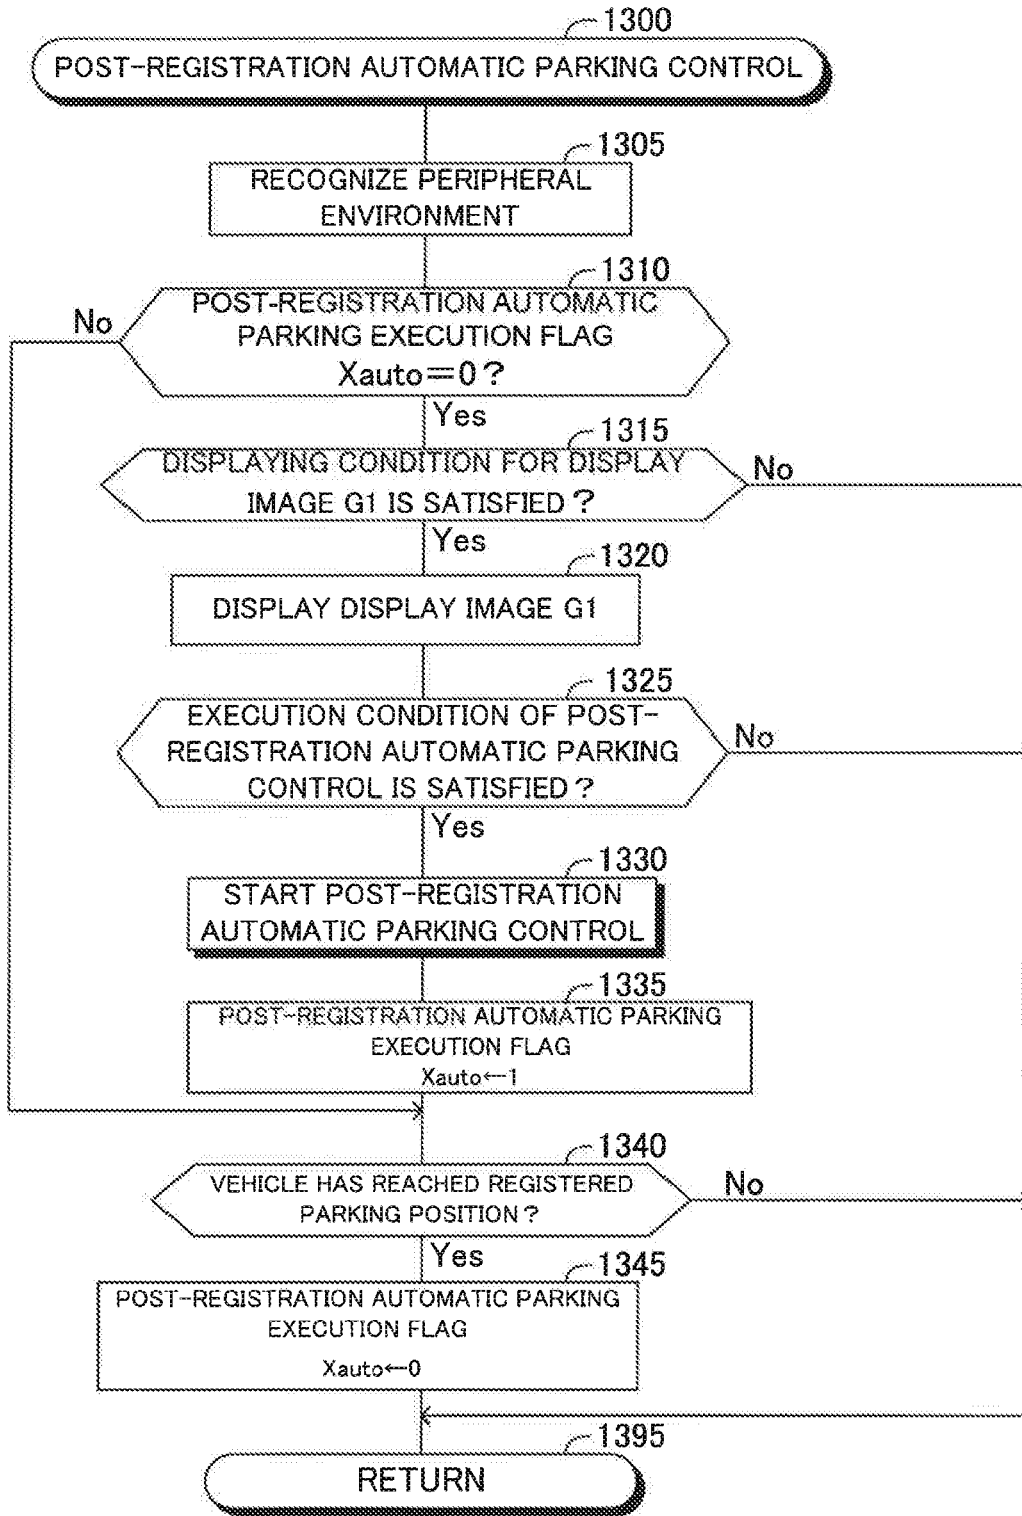 1300
POST-REGISTRATION AUTOMATIC PARKING CONTROL
1305
RECOGNIZE PERIPHERAL
ENVIRONMENT
1310
POST-REGISTRATION AUTOMATIC
PARKING EXECUTION FLAG
Xauto=0?
No
Yes
1315
DISPLAYING CONDITION FOR DISPLAY
IMAGE G1 IS SATISFIED?
No
Yes
1320
DISPLAY DISPLAY IMAGE G1
1325
EXECUTION CONDITION OF POST-
REGISTRATION AUTOMATIC PARKING
CONTROL IS SATISFIED?
No
Yes
1330
START POST-REGISTRATION
AUTOMATIC PARKING CONTROL
1335
POST-REGISTRATION AUTOMATIC PARKING
EXECUTION FLAG
Xauto←1
1340
VEHICLE HAS REACHED REGISTERED
PARKING POSITION?
No
Yes
1345
POST-REGISTRATION AUTOMATIC PARKING
EXECUTION FLAG
Xauto←0
1395
RETURN